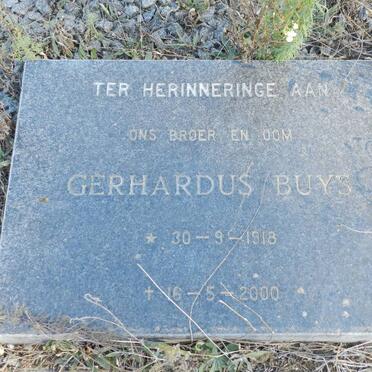 TER HERINNERINGE AAN
ONS BROER EN OOM
GERHARDUS BUYS
★ 30-9-1918
✝ 16-5-2000